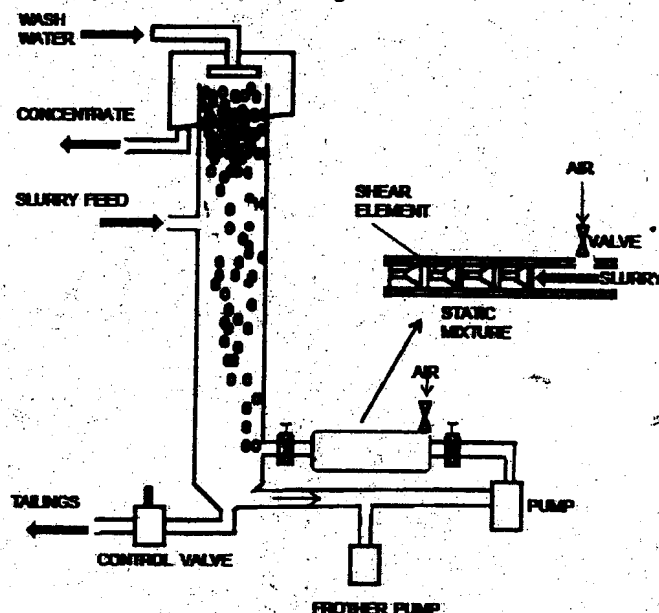 WASH
WATER
CONCENTRATE
SLURRY FEED
AIR
SHEAR
ELEMENT
VALVE
SLURRY
STATIC
MIXTURE
AIR
TAILINGS
PUMP
CONTROL VALVE
FROTHER PUMP